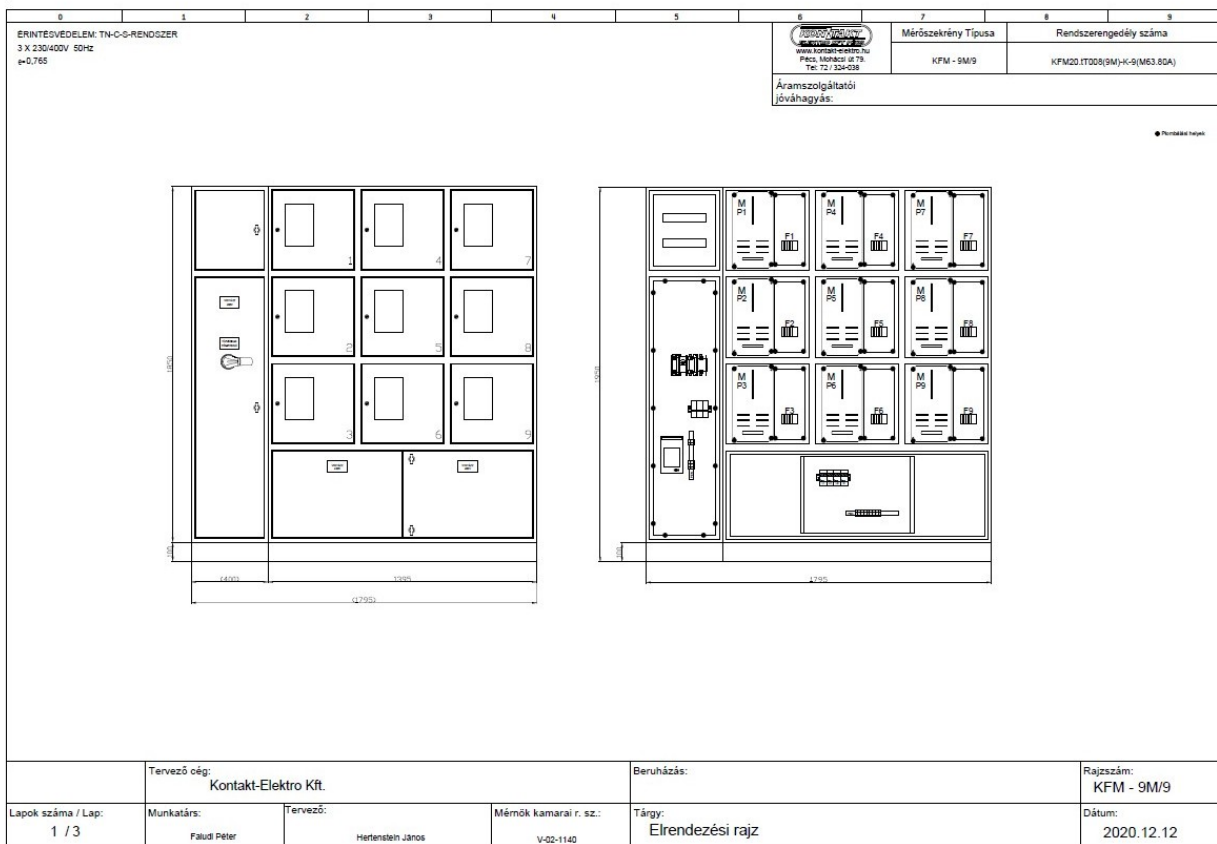 0 1 2 3 4 5 6 7 8 9
ÉRINTÉSVÉDELEM: TN-C-S-RENDSZER
3 X 230/400V 50Hz
e=0,765
KONTAKT
www.kontakt-elektro.hu
Pécs, Mohácsi út 79.
Tel: 72 / 324-038
Mérőszekrény Típusa
Rendszerengedély száma
KFM - 9M/9
KFM20.IT008(9M)-K-9(M63.80A)
Áramszolgáltatói
jóváhagyás:
Plombálási helyek
1 4 7
2 5 8
3 6 9
1850
100
(400)
1395
(1795)
M M M
P1 P4 P7
F1 F4 F7
M M M
P2 P5 P8
F2 F5 F8
M M M
P3 P6 P9
F3 F6 F9
1950
100
1795
Tervező cég:
Kontakt-Elektro Kft.
Beruházás:
Rajzszám:
KFM - 9M/9
Lapok száma / Lap:
1 / 3
Munkatárs:
Faludi Péter
Tervező:
Hertenstein János
Mérnök kamarai r. sz.:
V-02-1140
Tárgy:
Elrendezési rajz
Dátum:
2020.12.12